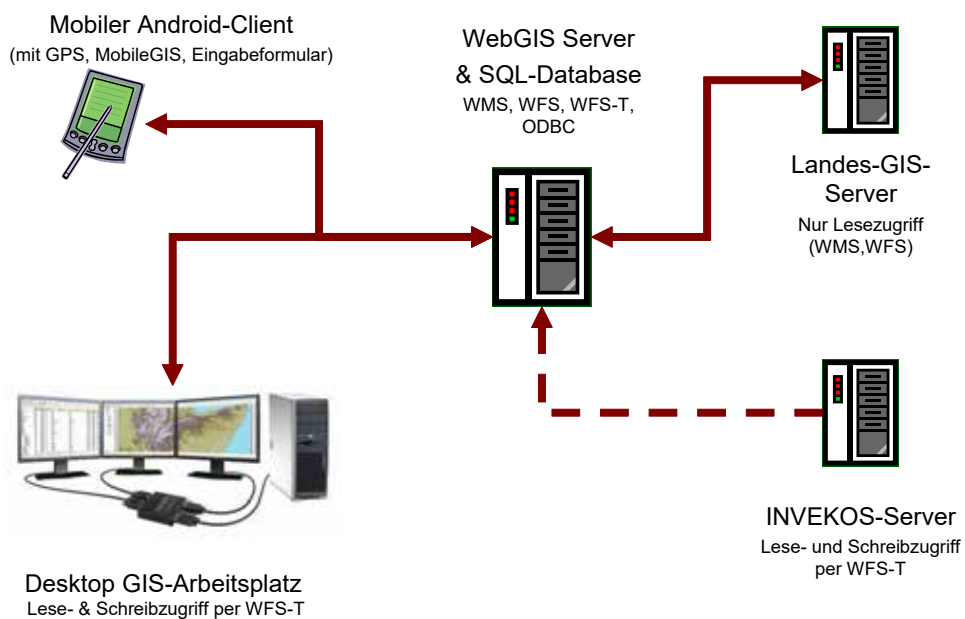 Mobiler Android-Client
(mit GPS, MobileGIS, Eingabeformular)
WebGIS Server
& SQL-Database
WMS, WFS, WFS-T,
ODBC
Landes-GIS-
Server
Nur Lesezugriff
(WMS,WFS)
INVEKOS-Server
Lese- und Schreibzugriff
per WFS-T
Desktop GIS-Arbeitsplatz
Lese- & Schreibzugriff per WFS-T